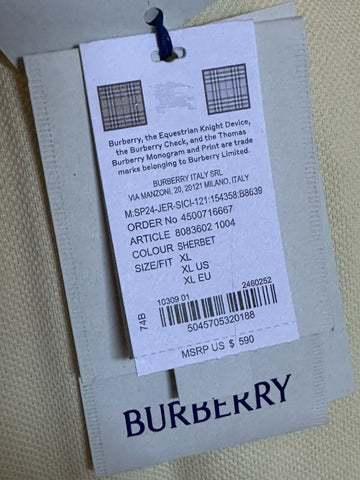 Burberry, the Equestrian Knight Device,
the Burberry Check, and the Thomas
Burberry Monogram and Print are trade
marks belonging to Burberry Limited.
BURBERRY ITALY SRL
VIA MANZONI, 20, 20121 MILANO, ITALY
M:SP24-JER-SICI-121:154358:B8639
ORDER No 4500716667
ARTICLE 8083602 1004
COLOUR SHERBET
SIZE/FIT XL
XL US
XL EU
74B
10309 01 2460252
5045705320188
MSRP US $ 590
BURBERRY